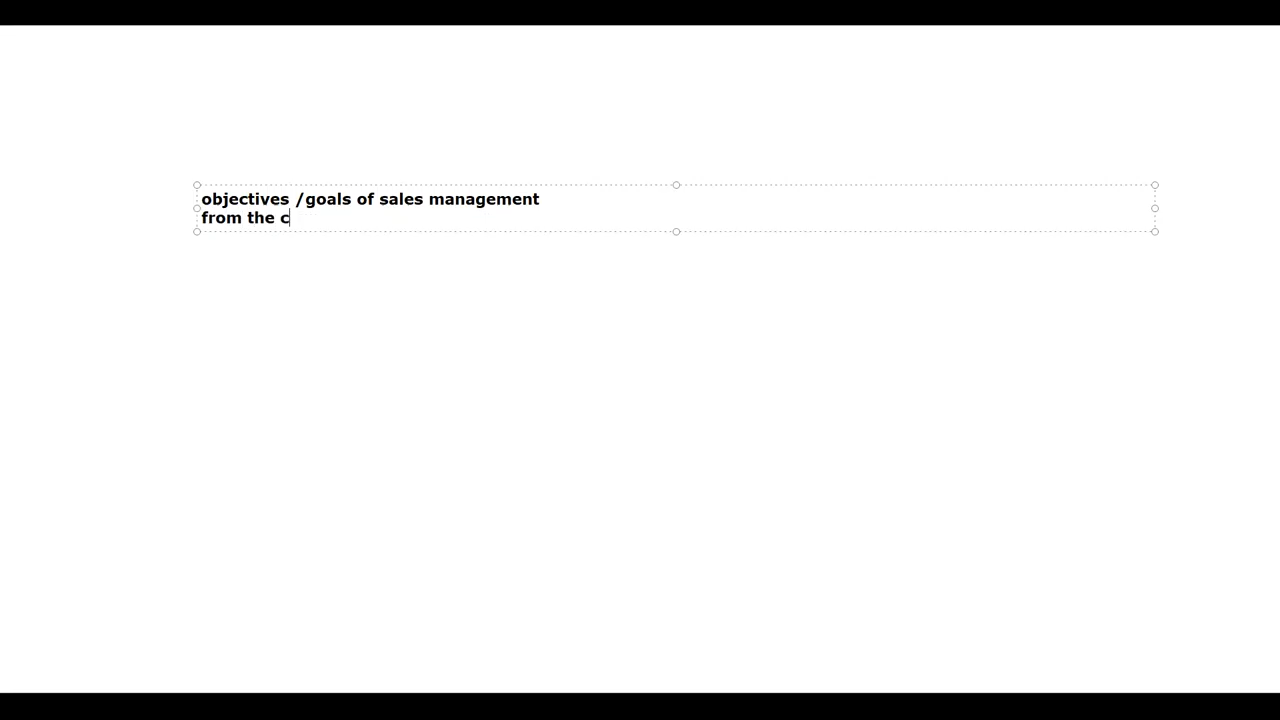 objectives /goals of sales management
from the c